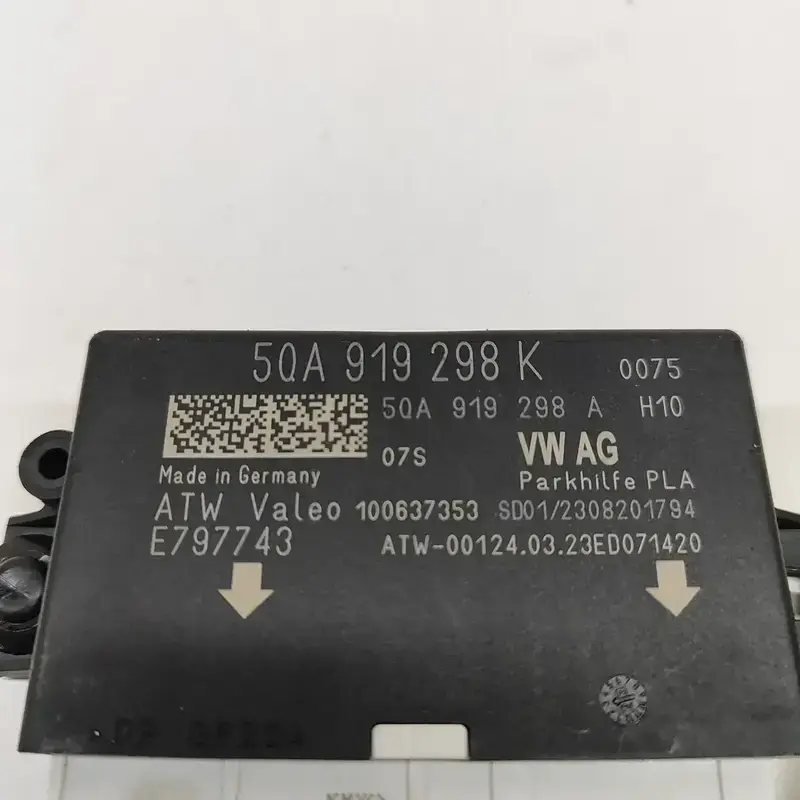 5QA 919 298 K 0075
5QA 919 298 A H10
07S VW AG
Made in Germany Parkhilfe PLA
ATW Valeo 100637353 SD01/2308201794
E797743 ATW-00124.03.23ED071420